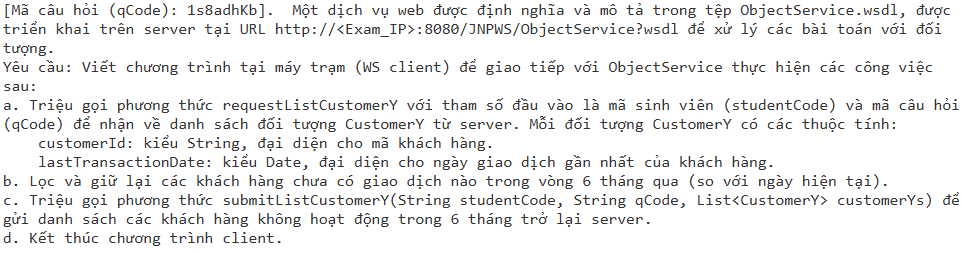 [Mã câu hỏi (qCode): 1s8adhKb].  Một dịch vụ web được định nghĩa và mô tả trong tệp ObjectService.wsdl, được
triển khai trên server tại URL http://<Exam_IP>:8080/JNPWS/ObjectService?wsdl để xử lý các bài toán với đối
tượng.
Yêu cầu: Viết chương trình tại máy trạm (WS client) để giao tiếp với ObjectService thực hiện các công việc
sau:
a. Triệu gọi phương thức requestListCustomerY với tham số đầu vào là mã sinh viên (studentCode) và mã câu hỏi
(qCode) để nhận về danh sách đối tượng CustomerY từ server. Mỗi đối tượng CustomerY có các thuộc tính:
    customerId: kiểu String, đại diện cho mã khách hàng.
    lastTransactionDate: kiểu Date, đại diện cho ngày giao dịch gần nhất của khách hàng.
b. Lọc và giữ lại các khách hàng chưa có giao dịch nào trong vòng 6 tháng qua (so với ngày hiện tại).
c. Triệu gọi phương thức submitListCustomerY(String studentCode, String qCode, List<CustomerY> customerYs) để
gửi danh sách các khách hàng không hoạt động trong 6 tháng trở lại server.
d. Kết thúc chương trình client.